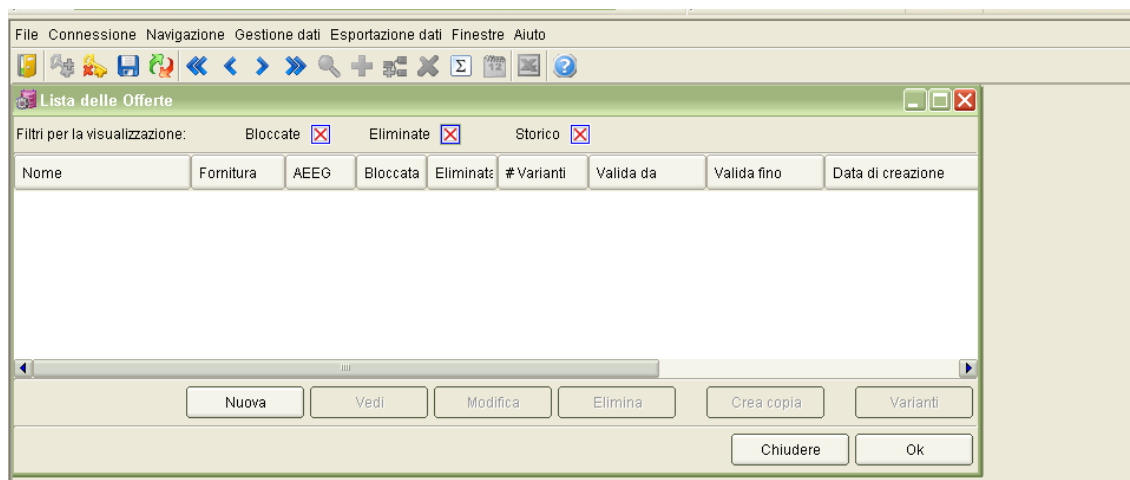 File Connessione Navigazione Gestione dati Esportazione dati Finestre Aiuto
Σ 12
Lista delle Offerte
Filtri per la visualizzazione: Bloccate Eliminate Storico
Nome Fornitura AEEG Bloccata Eliminata # Varianti Valida da Valida fino Data di creazione
Nuova Vedi Modifica Elimina Crea copia Varianti
Chiudere Ok